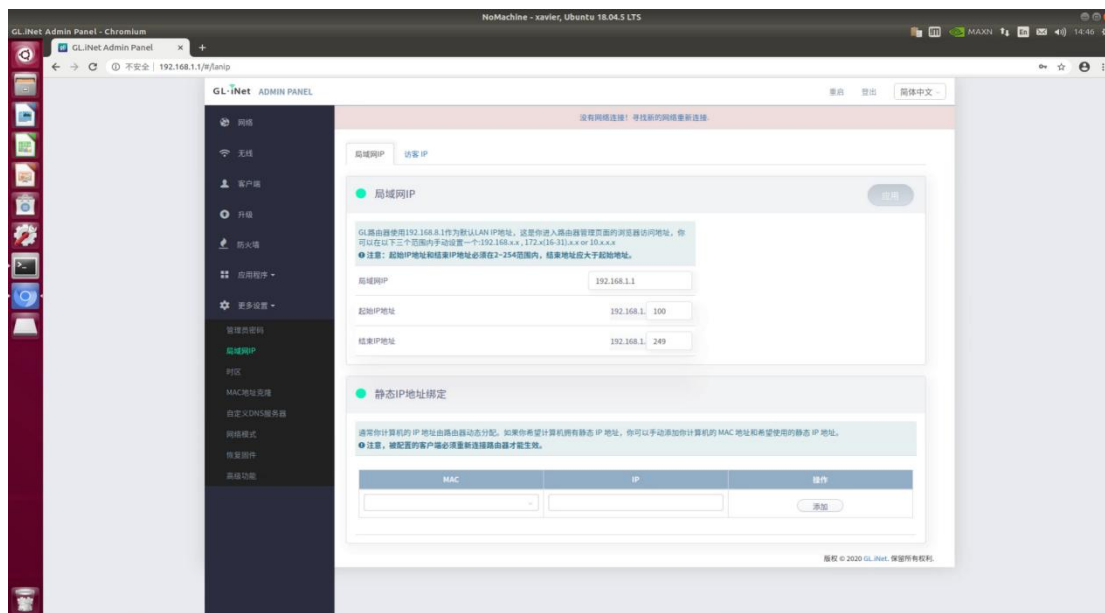 NoMachine - xavier, Ubuntu 18.04.5 LTS
GL.iNet Admin Panel - Chromium
MAXN
En
14:46
GL.iNet Admin Panel
不安全 | 192.168.1.1/#/lanip
GL·iNet ADMIN PANEL
重启 登出 简体中文
网络
没有网络连接！寻找新的网络重新连接.
无线
客户端
升级
防火墙
应用程序
更多设置
管理员密码
局域网IP
时区
MAC地址克隆
自定义DNS服务器
网络模式
恢复固件
高级功能
局域网IP 访客 IP
局域网IP
应用
GL路由器使用192.168.8.1作为默认LAN IP地址，这是你进入路由器管理页面的浏览器访问地址，你
可以在以下三个范围内手动设置一个:192.168.x.x , 172.x(16-31).x.x or 10.x.x.x
注意：起始IP地址和结束IP地址必须在2~254范围内，结束地址应大于起始地址。
局域网IP 192.168.1.1
起始IP地址 192.168.1. 100
结束IP地址 192.168.1. 249
静态IP地址绑定
通常你计算机的 IP 地址由路由器动态分配。如果你希望计算机拥有静态 IP 地址，你可以手动添加你计算机的 MAC 地址和希望使用的静态 IP 地址。
注意，被配置的客户端必须重新连接路由器才能生效。
MAC IP 操作
添加
版权 © 2020 GL.iNet. 保留所有权利.